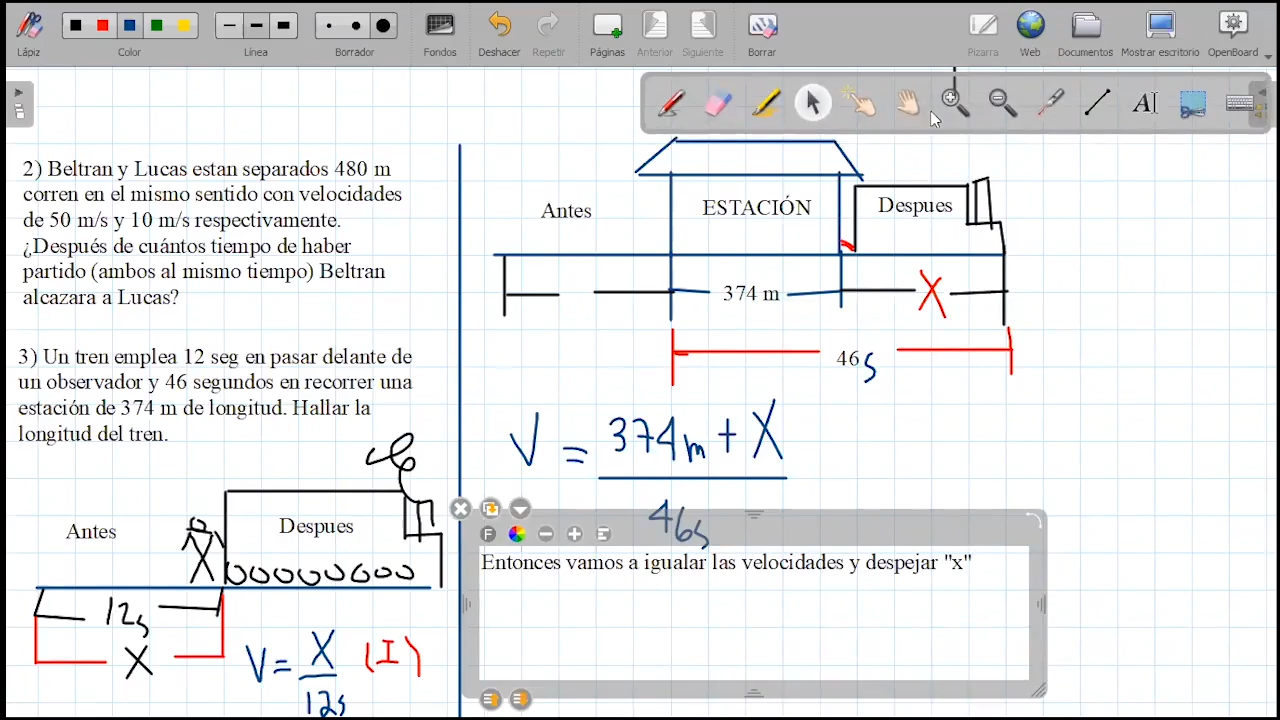 Lápiz
Color
Línea
Borrador
Fondos
Deshacer
Repetir
Páginas
Anterior
Siguiente
Borrar
Pizarra
Web
Documentos
Mostrar escritorio
OpenBoard
2) Beltran y Lucas estan separados 480 m
corren en el mismo sentido con velocidades
de 50 m/s y 10 m/s respectivamente.
¿Después de cuántos tiempo de haber
partido (ambos al mismo tiempo) Beltran
alcazara a Lucas?
3) Un tren emplea 12 seg en pasar delante de
un observador y 46 segundos en recorrer una
estación de 374 m de longitud. Hallar la
longitud del tren.
Antes
Despues
12s
X
V = X
12s
(I)
Antes
ESTACIÓN
Despues
374 m
X
46 s
V = 374m + X
46s
F
Entonces vamos a igualar las velocidades y despejar "x"